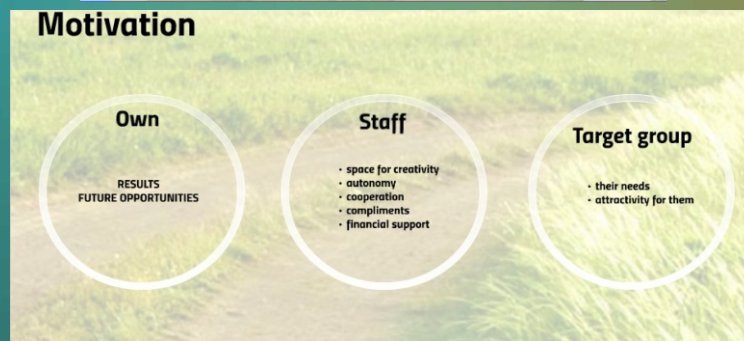 Motivation
Own
RESULTS
FUTURE OPPORTUNITIES
Staff
• space for creativity
• autonomy
• cooperation
• compliments
• financial support
Target group
• their needs
• attractivity for them